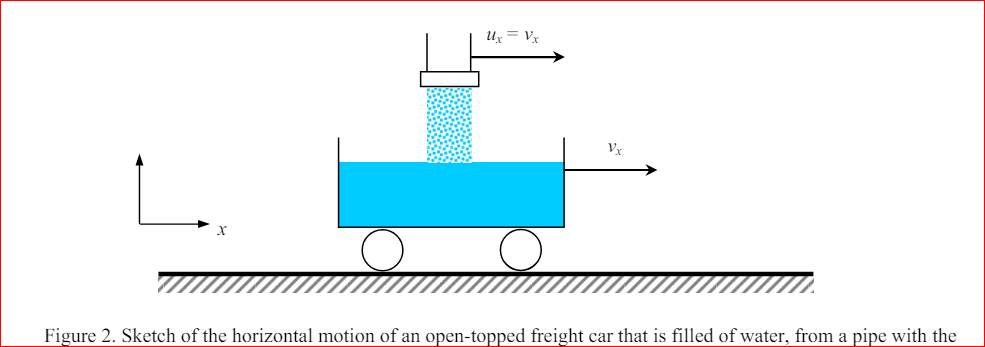 uₓ = vₓ
vₓ
x
Figure 2. Sketch of the horizontal motion of an open-topped freight car that is filled of water, from a pipe with the